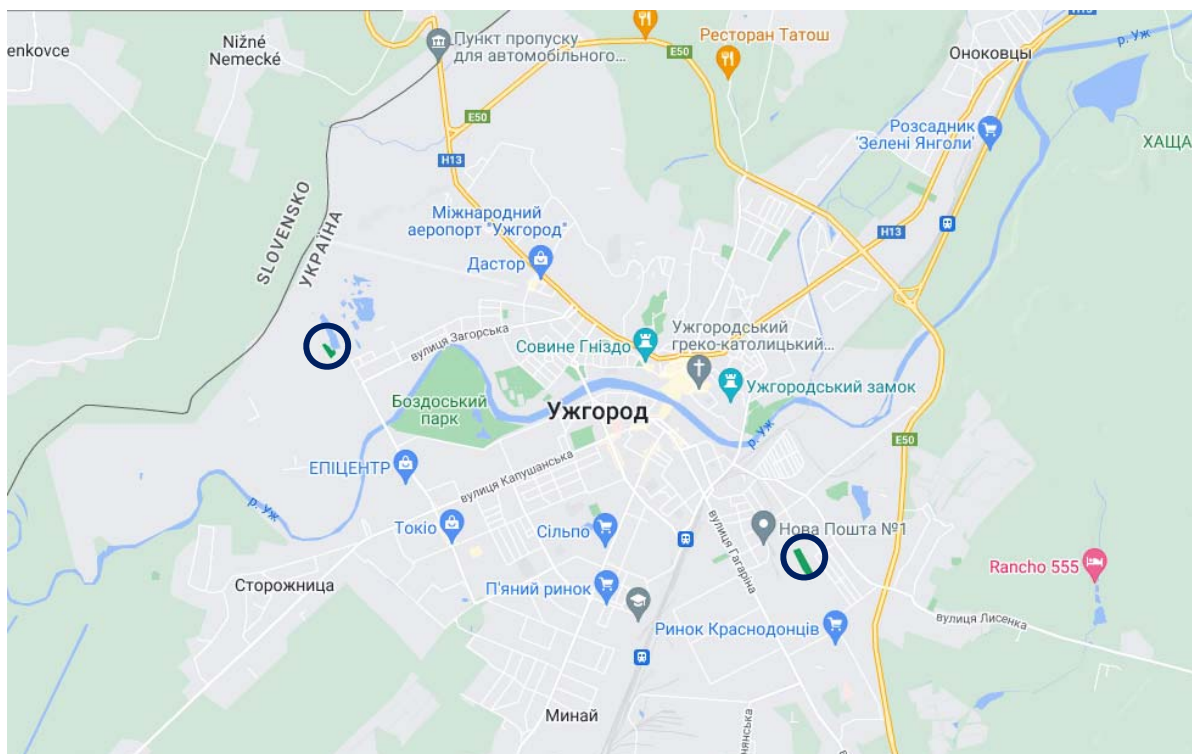 enkovce
Nižné
Nemecké
Пункт пропуску
для автомобільного...
Ресторан Татош
E50
H13
Оноковцы
р. Уж
E50
Розсадник
'Зелені Янголи'
ХАЩА
H13
SLOVENSKO
УКРАЇНА
Міжнародний
аеропорт "Ужгород"
Дастор
H13
вулиця Загорська
Совине Гніздо
Ужгородський
греко-католицький...
Боздоський
парк
Ужгородський замок
Ужгород
р. Уж
E50
ЕПІЦЕНТР
вулиця Капушанська
р. Уж
Токіо
Сільпо
вулиця Гагаріна
Нова Пошта №1
Сторожница
П'яний ринок
Rancho 555
Ринок Краснодонців
вулиця Лисенка
Минай
нянська